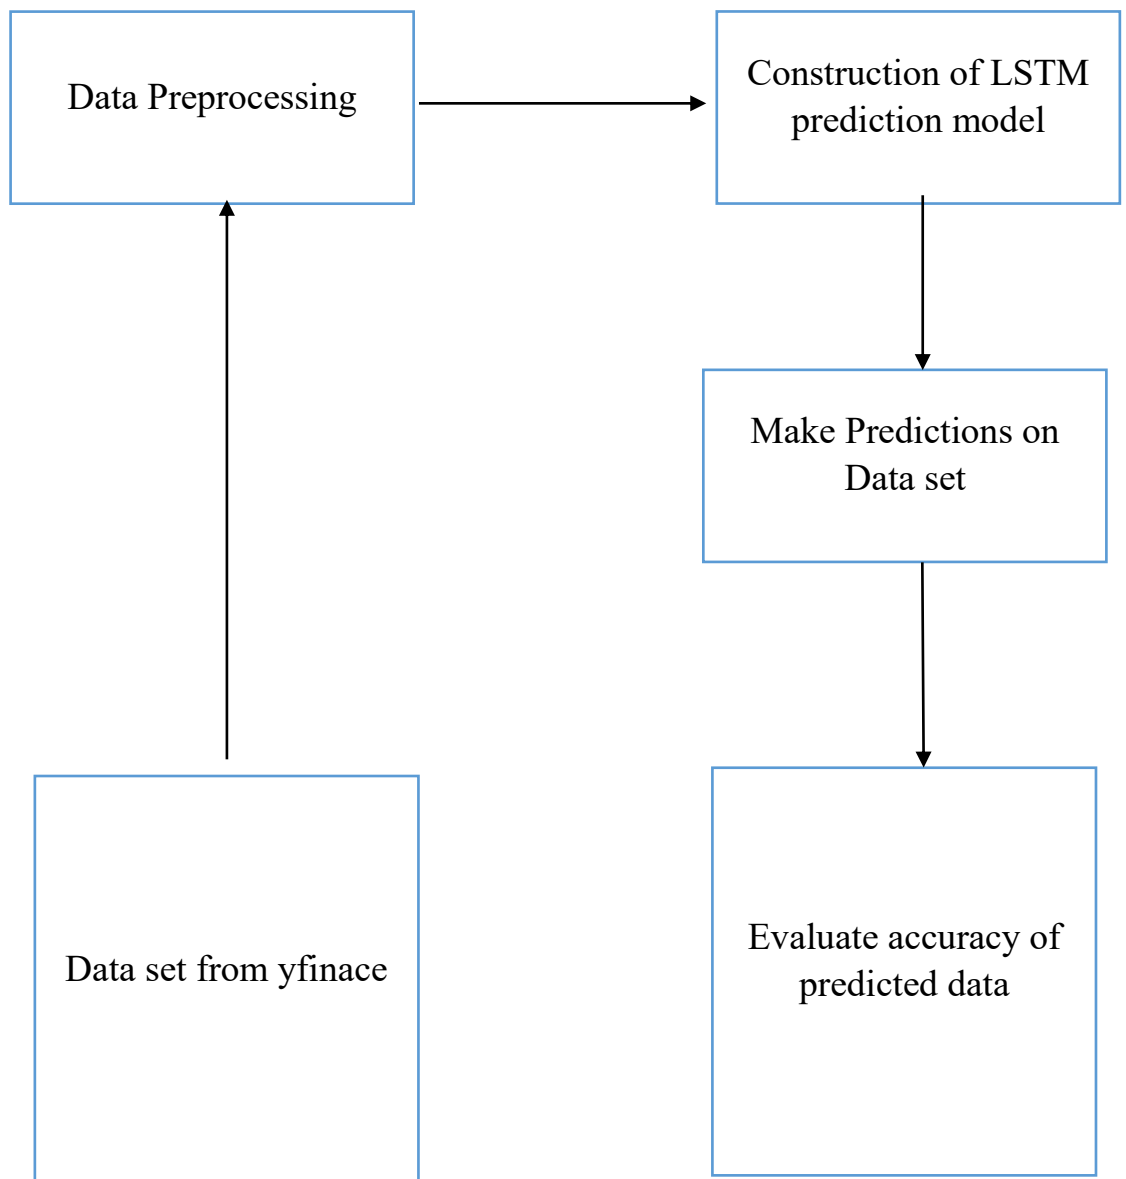 Data Preprocessing
Construction of LSTM
prediction model
Make Predictions on
Data set
Data set from yfinace
Evaluate accuracy of
predicted data